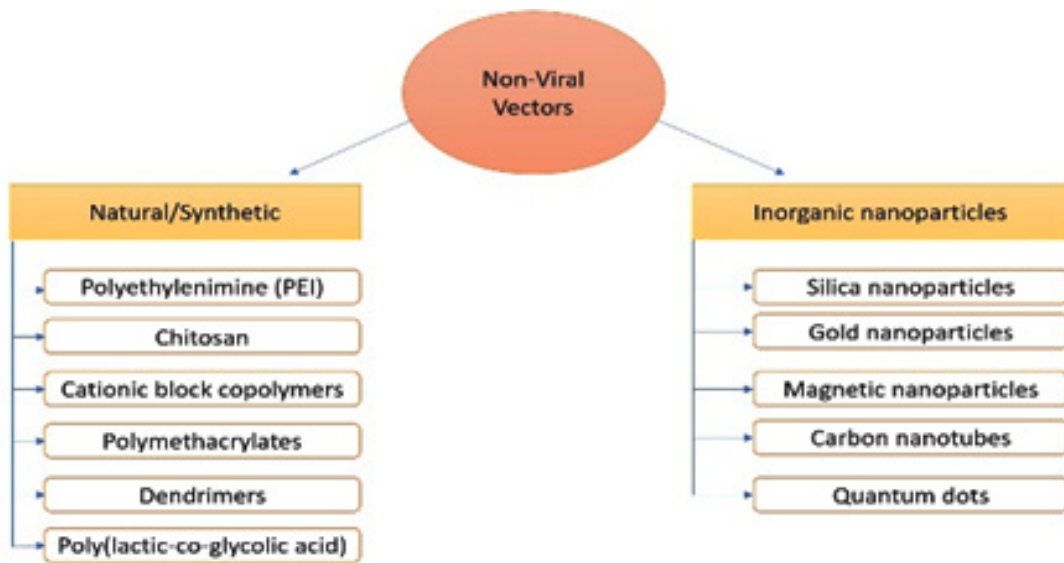 Non-Viral
Vectors
Natural/Synthetic
Polyethylenimine (PEI)
Chitosan
Cationic block copolymers
Polymethacrylates
Dendrimers
Poly(lactic-co-glycolic acid)
Inorganic nanoparticles
Silica nanoparticles
Gold nanoparticles
Magnetic nanoparticles
Carbon nanotubes
Quantum dots